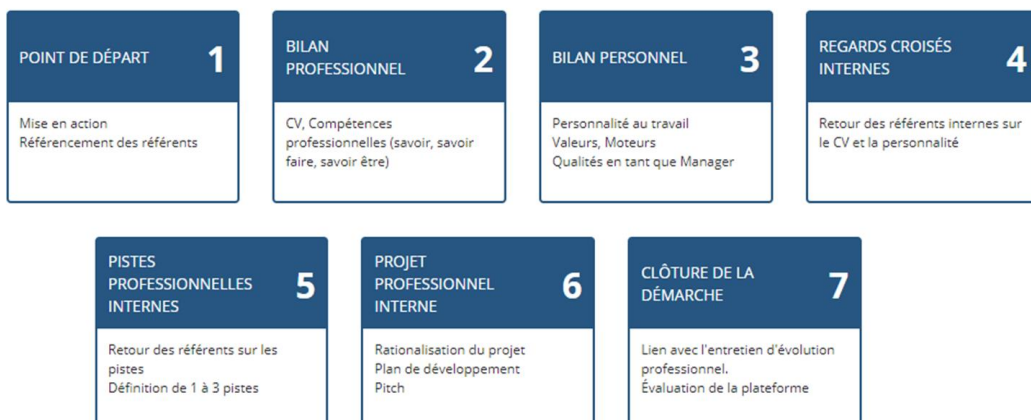 POINT DE DÉPART
1
Mise en action
Référencement des référents
BILAN
PROFESSIONNEL
2
CV, Compétences
professionnelles (savoir, savoir
faire, savoir être)
BILAN PERSONNEL
3
Personnalité au travail
Valeurs, Moteurs
Qualités en tant que Manager
REGARDS CROISÉS
INTERNES
4
Retour des référents internes sur
le CV et la personnalité
PISTES
PROFESSIONNELLES
INTERNES
5
Retour des référents sur les
pistes
Définition de 1 à 3 pistes
PROJET
PROFESSIONNEL
INTERNE
6
Rationalisation du projet
Plan de développement
Pitch
CLÔTURE DE LA
DÉMARCHE
7
Lien avec l'entretien d'évolution
professionnel.
Évaluation de la plateforme